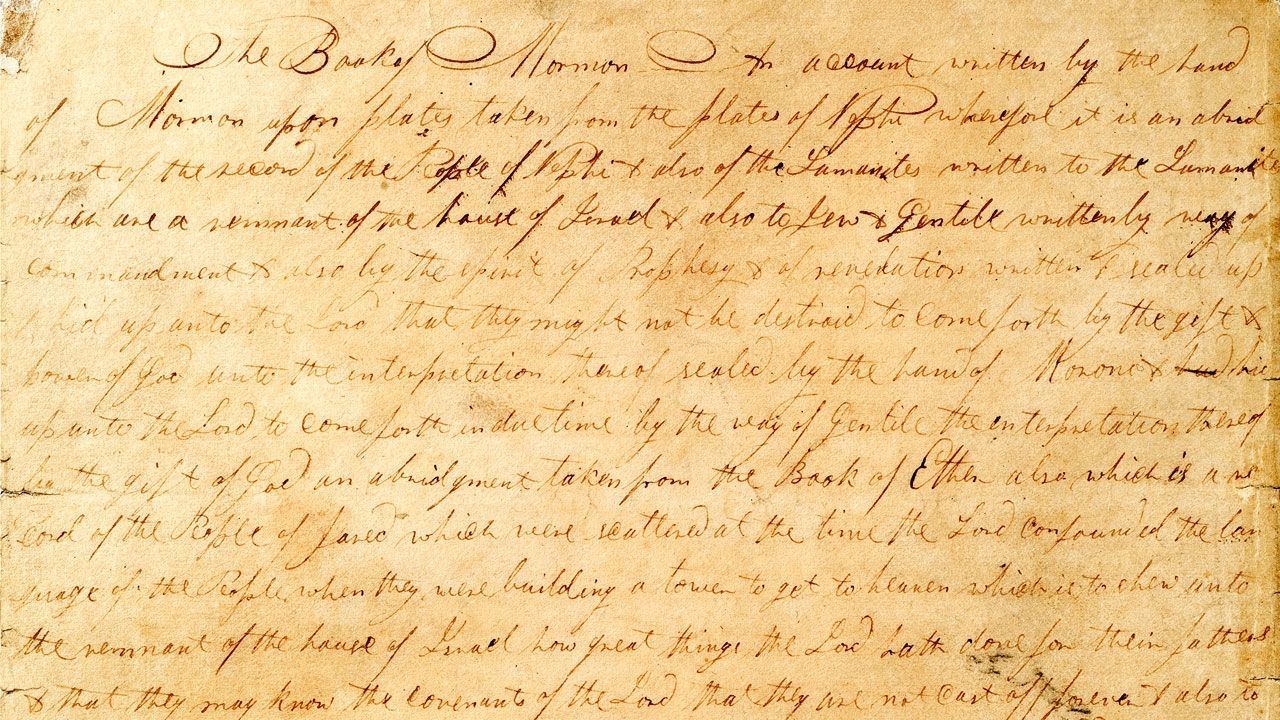 The Book of Mormon An account written by the hand
of Mormon upon plates taken from the plates of Nephi wherefore it is an abrid
gment of the record of the People of Nephi & also of the Lamanites written to the Lamanites
which are a remnant of the house of Israel & also to Jew & Gentile written by way of
commandment & also by the spirit of Prophesy & of revelation written & sealed up
& hid up unto the Lord that they might not be destroid to come forth by the gift &
power of God unto the interpretation thereof sealed by the hand of Moroni & had hid
up unto the Lord to come forth in due time by the way of Gentile the interpretation thereof
by the gift of God an abridgment taken from the Book of Ether also which is a re
cord of the People of Jared which were scattered at the time the Lord confounded the lan
guage of the People when they were building a tower to get to heaven which is to shew unto
the remnant of the house of Israel how great things the Lord hath done for their fathers
& that they may know the covenants of the Lord that they are not cast off forever & also to